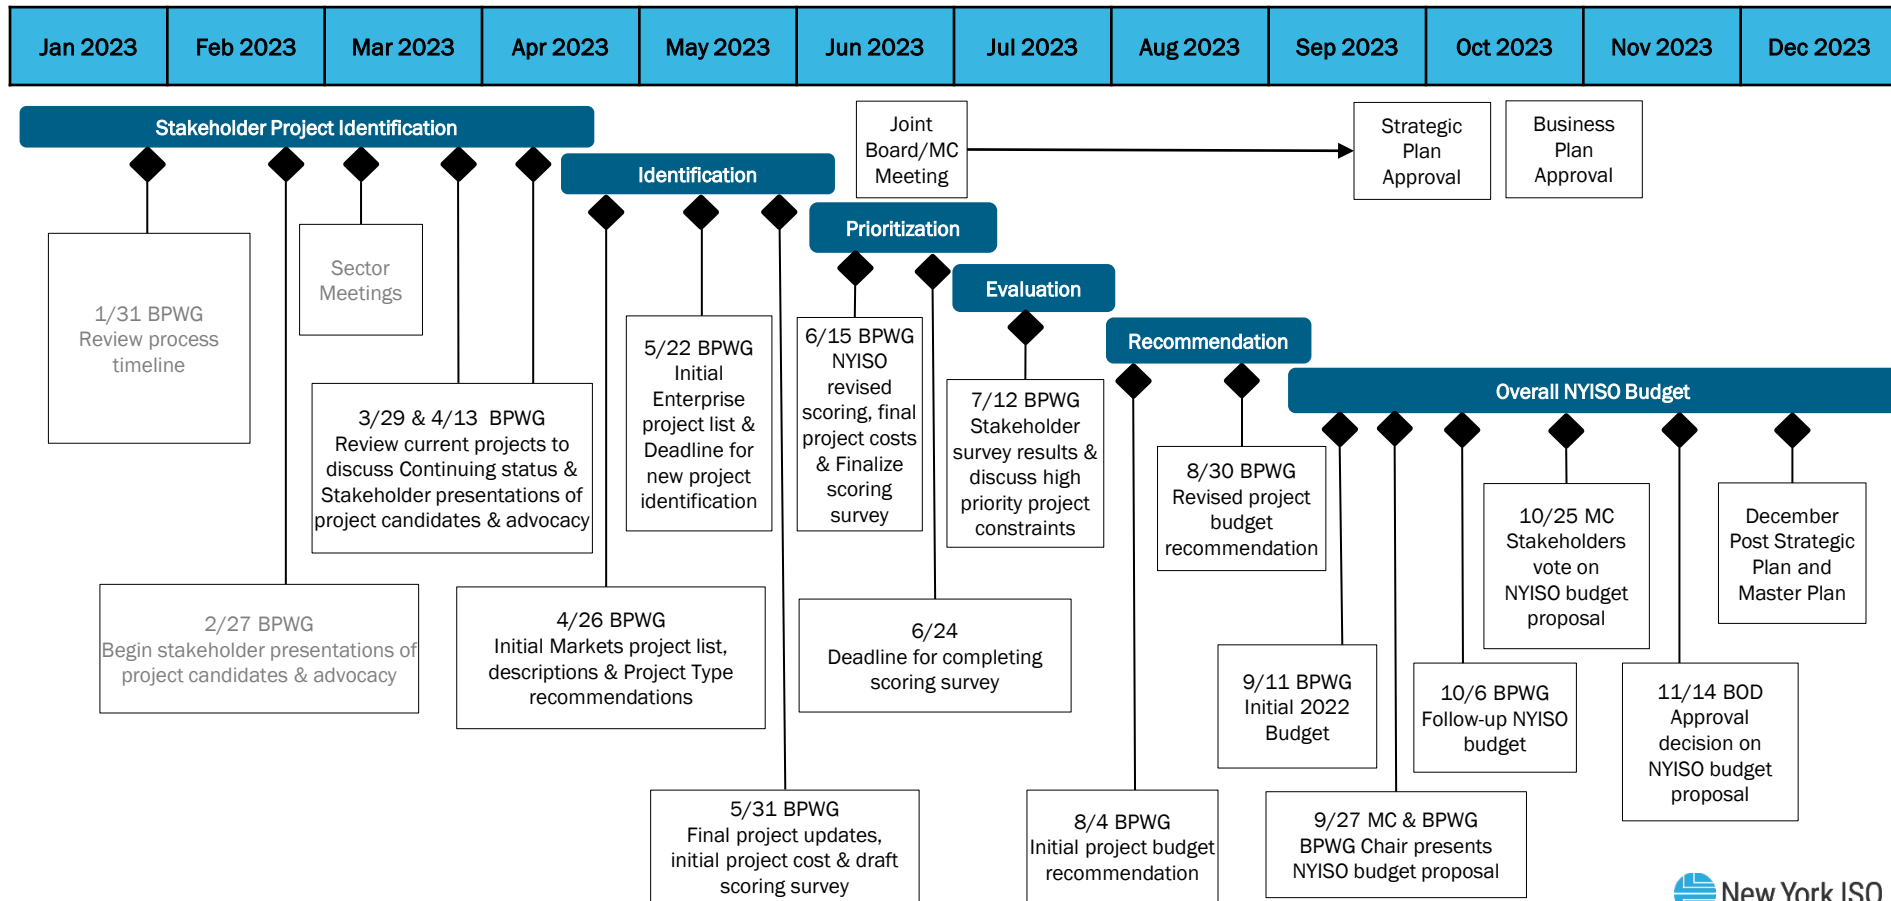 Jan 2023
Feb 2023
Mar 2023
Apr 2023
May 2023
Jun 2023
Jul 2023
Aug 2023
Sep 2023
Oct 2023
Nov 2023
Dec 2023
Stakeholder Project Identification
Identification
Prioritization
Evaluation
Recommendation
Overall NYISO Budget
Joint
Board/MC
Meeting
Strategic
Plan
Approval
Business
Plan
Approval
1/31 BPWG
Review process
timeline
Sector
Meetings
2/27 BPWG
Begin stakeholder presentations of
project candidates & advocacy
3/29 & 4/13 BPWG
Review current projects to
discuss Continuing status &
Stakeholder presentations of
project candidates & advocacy
4/26 BPWG
Initial Markets project list,
descriptions & Project Type
recommendations
5/22 BPWG
Initial
Enterprise
project list &
Deadline for
new project
identification
5/31 BPWG
Final project updates,
initial project cost & draft
scoring survey
6/15 BPWG
NYISO
revised
scoring, final
project costs
& Finalize
scoring
survey
6/24
Deadline for completing
scoring survey
7/12 BPWG
Stakeholder
survey results &
discuss high
priority project
constraints
8/4 BPWG
Initial project budget
recommendation
8/30 BPWG
Revised project
budget
recommendation
9/11 BPWG
Initial 2022
Budget
9/27 MC & BPWG
BPWG Chair presents
NYISO budget proposal
10/6 BPWG
Follow-up NYISO
budget
10/25 MC
Stakeholders
vote on
NYISO budget
proposal
11/14 BOD
Approval
decision on
NYISO budget
proposal
December
Post Strategic
Plan and
Master Plan
New York ISO